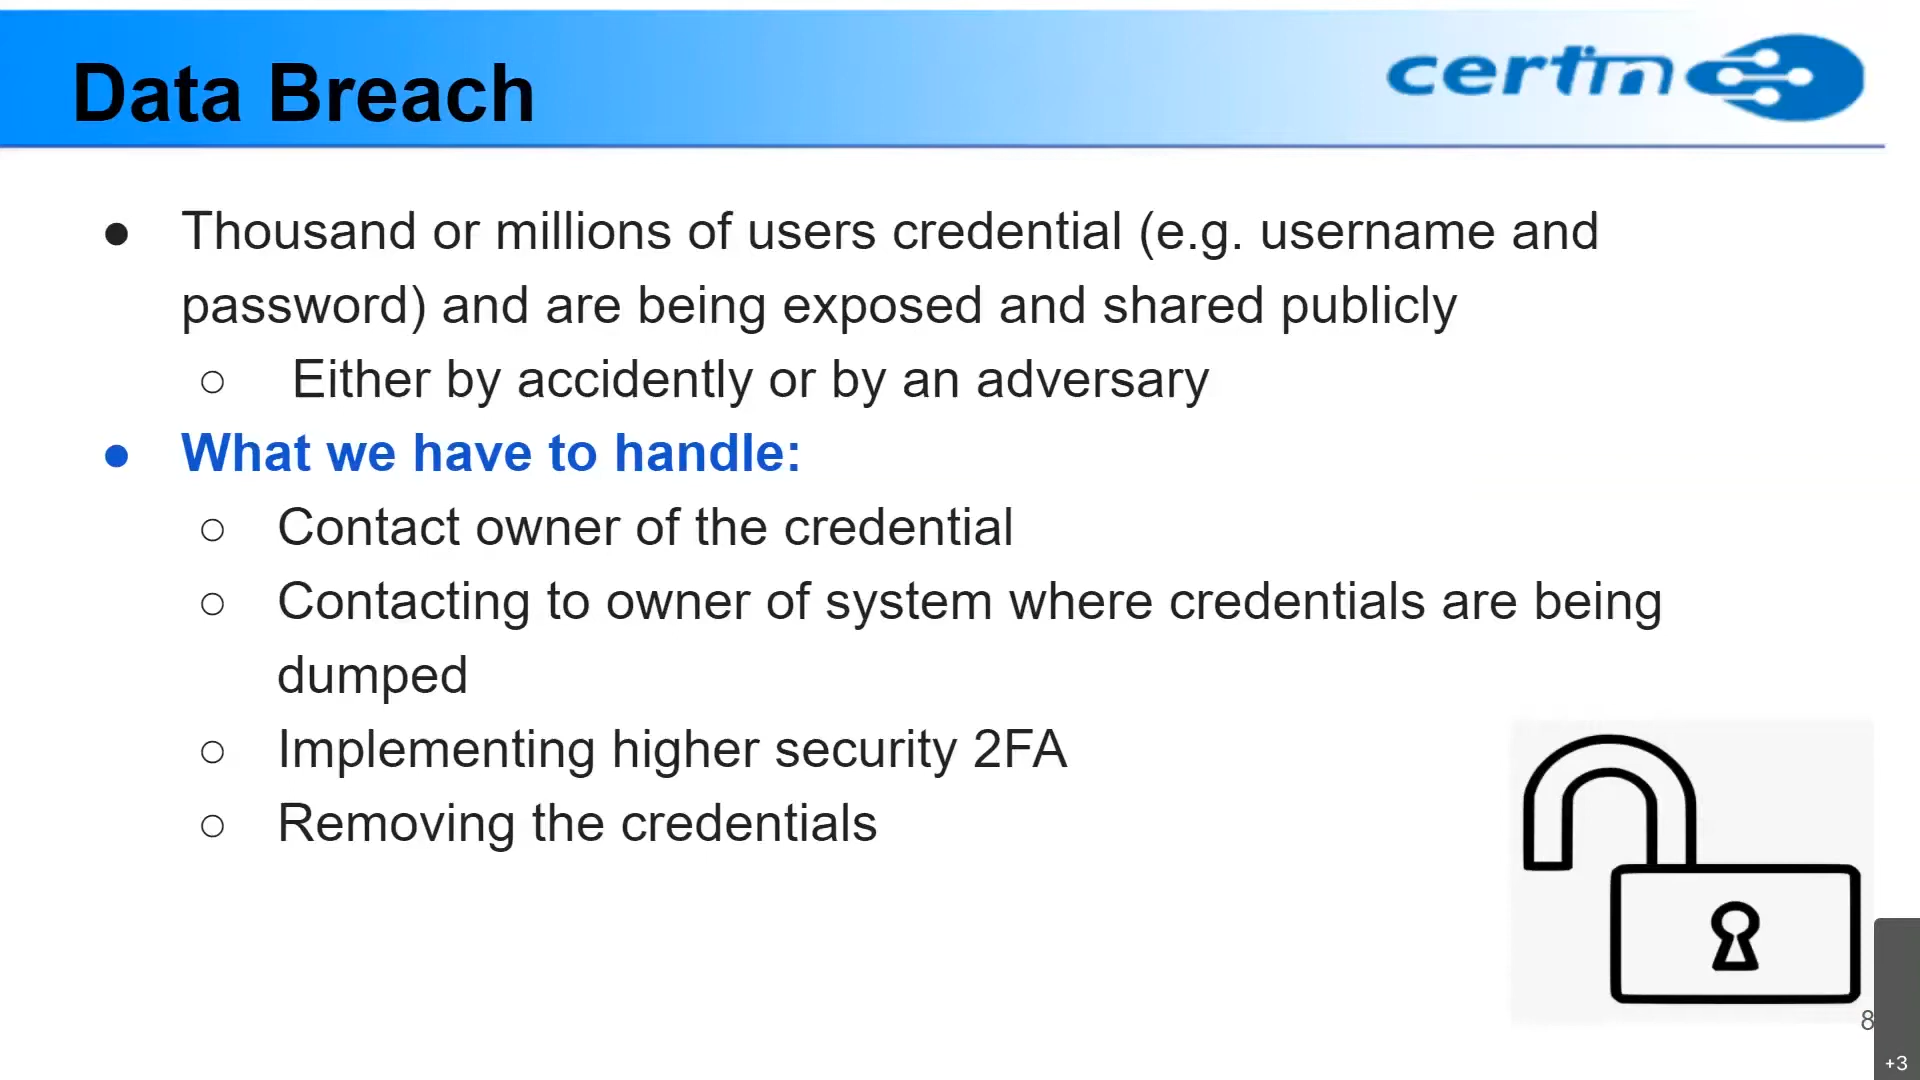 Data Breach
certin
● Thousand or millions of users credential (e.g. username and
password) and are being exposed and shared publicly
○ Either by accidently or by an adversary
● What we have to handle:
○ Contact owner of the credential
○ Contacting to owner of system where credentials are being
dumped
○ Implementing higher security 2FA
○ Removing the credentials
8
+3